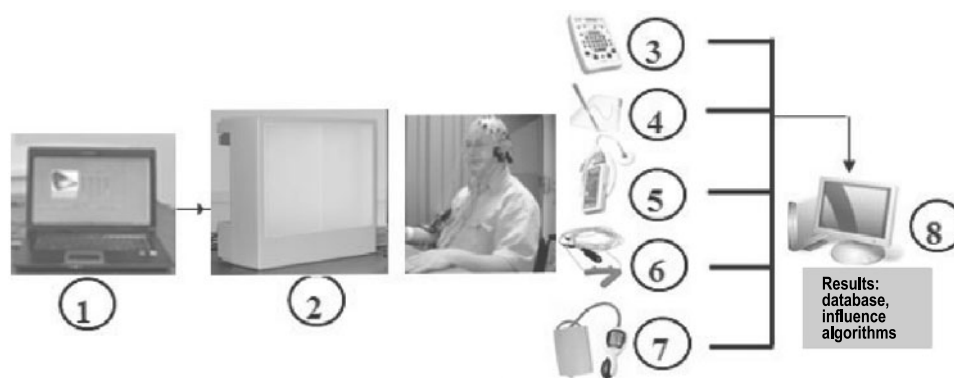 1
2
3
4
5
6
7
8
Results:
database,
influence
algorithms